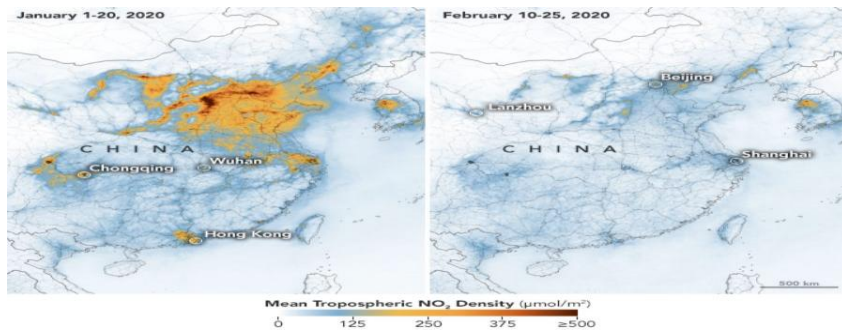 January 1-20, 2020
CHINA
Chongqing
Wuhan
Hong Kong
February 10-25, 2020
Beijing
Lanzhou
CHINA
Shanghai
500 km
Mean Tropospheric NO₂ Density (µmol/m²)
0 125 250 375 ≥500